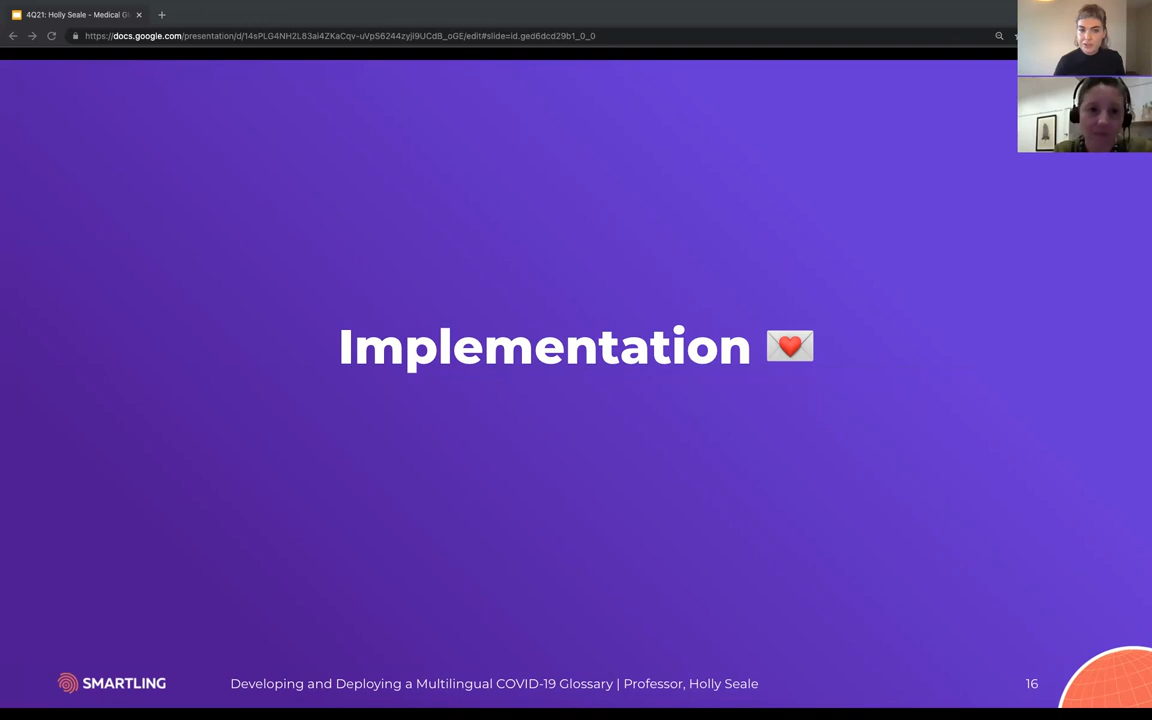 4Q21: Holly Seale - Medical Gl
https://docs.google.com/presentation/d/14sPLG4NH2L83al4ZKaCqv-uVpS6244zyji9UCdB_oGE/edit#slide=id.ged6dcd29b1_0_0
Implementation
SMARTLING
Developing and Deploying a Multilingual COVID-19 Glossary | Professor, Holly Seale
16